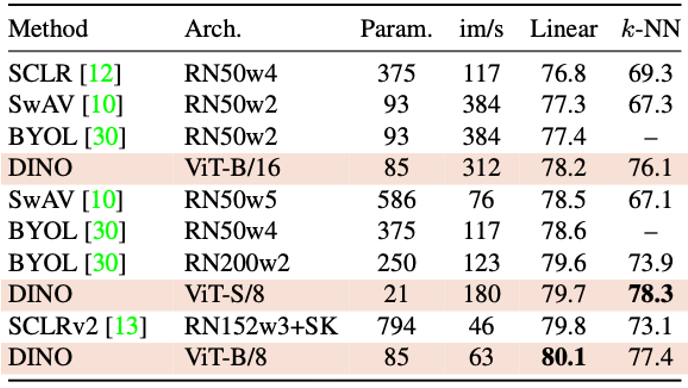 Method Arch. Param. im/s Linear k-NN
SCLR [12] RN50w4 375 117 76.8 69.3
SwAV [10] RN50w2 93 384 77.3 67.3
BYOL [30] RN50w2 93 384 77.4 –
DINO ViT-B/16 85 312 78.2 76.1
SwAV [10] RN50w5 586 76 78.5 67.1
BYOL [30] RN50w4 375 117 78.6 –
BYOL [30] RN200w2 250 123 79.6 73.9
DINO ViT-S/8 21 180 79.7 78.3
SCLRv2 [13] RN152w3+SK 794 46 79.8 73.1
DINO ViT-B/8 85 63 80.1 77.4